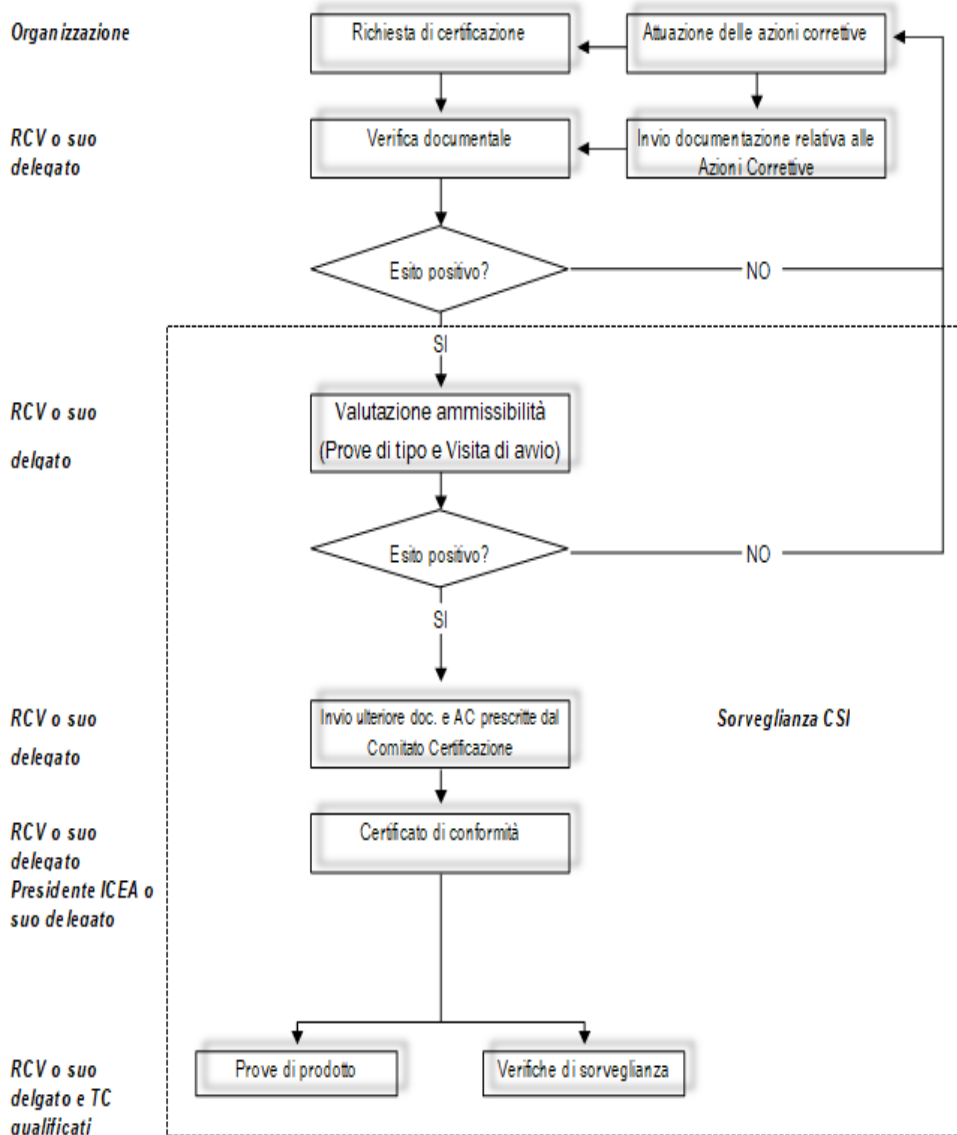 Organizzazione
Richiesta di certificazione
Attuazione delle azioni correttive
RCV o suo
delegato
Verifica documentale
Invio documentazione relativa alle
Azioni Correttive
Esito positivo?
NO
SI
RCV o suo
delgato
Valutazione ammissibilità
(Prove di tipo e Visita di avvio)
Esito positivo?
NO
SI
RCV o suo
delegato
Invio ulteriore doc. e AC prescritte dal
Comitato Certificazione
Sorveglianza CSI
RCV o suo
delegato
Presidente ICEA o
suo delegato
Certificato di conformità
Prove di prodotto
Verifiche di sorveglianza
RCV o suo
delgato e TC
qualificati